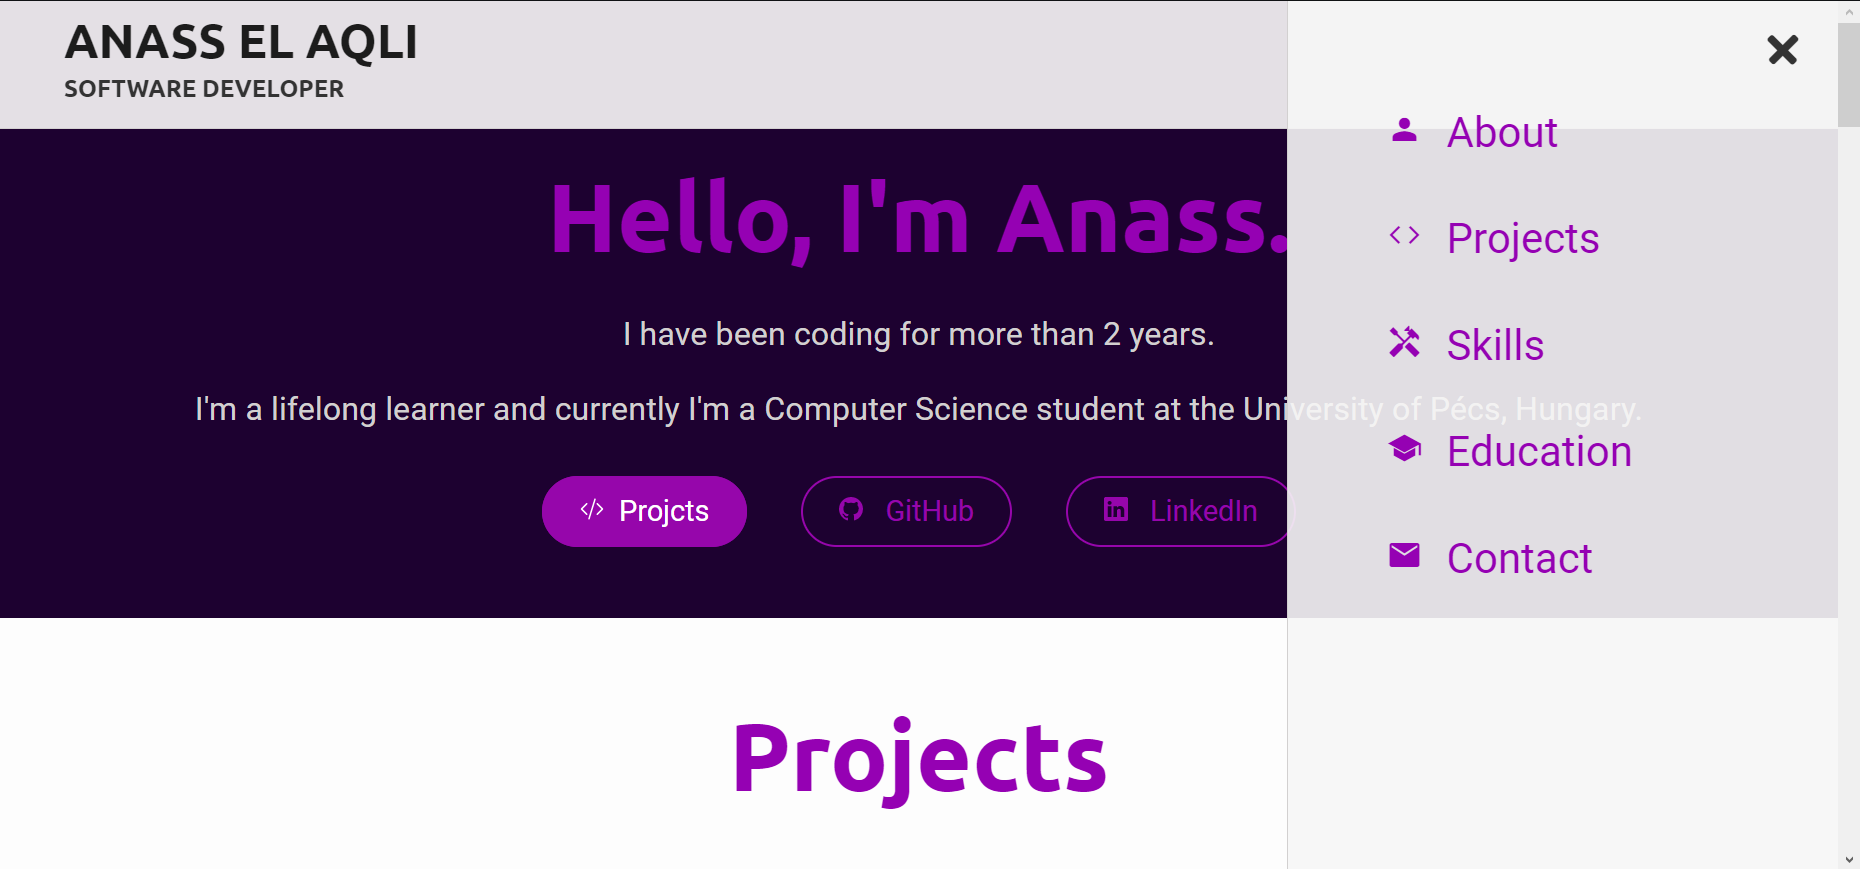 ANASS EL AQLI
SOFTWARE DEVELOPER
Hello, I'm Anass.
I have been coding for more than 2 years.
I'm a lifelong learner and currently I'm a Computer Science student at the University of Pécs, Hungary.
Projcts
GitHub
LinkedIn
Projects
About
Projects
Skills
Education
Contact